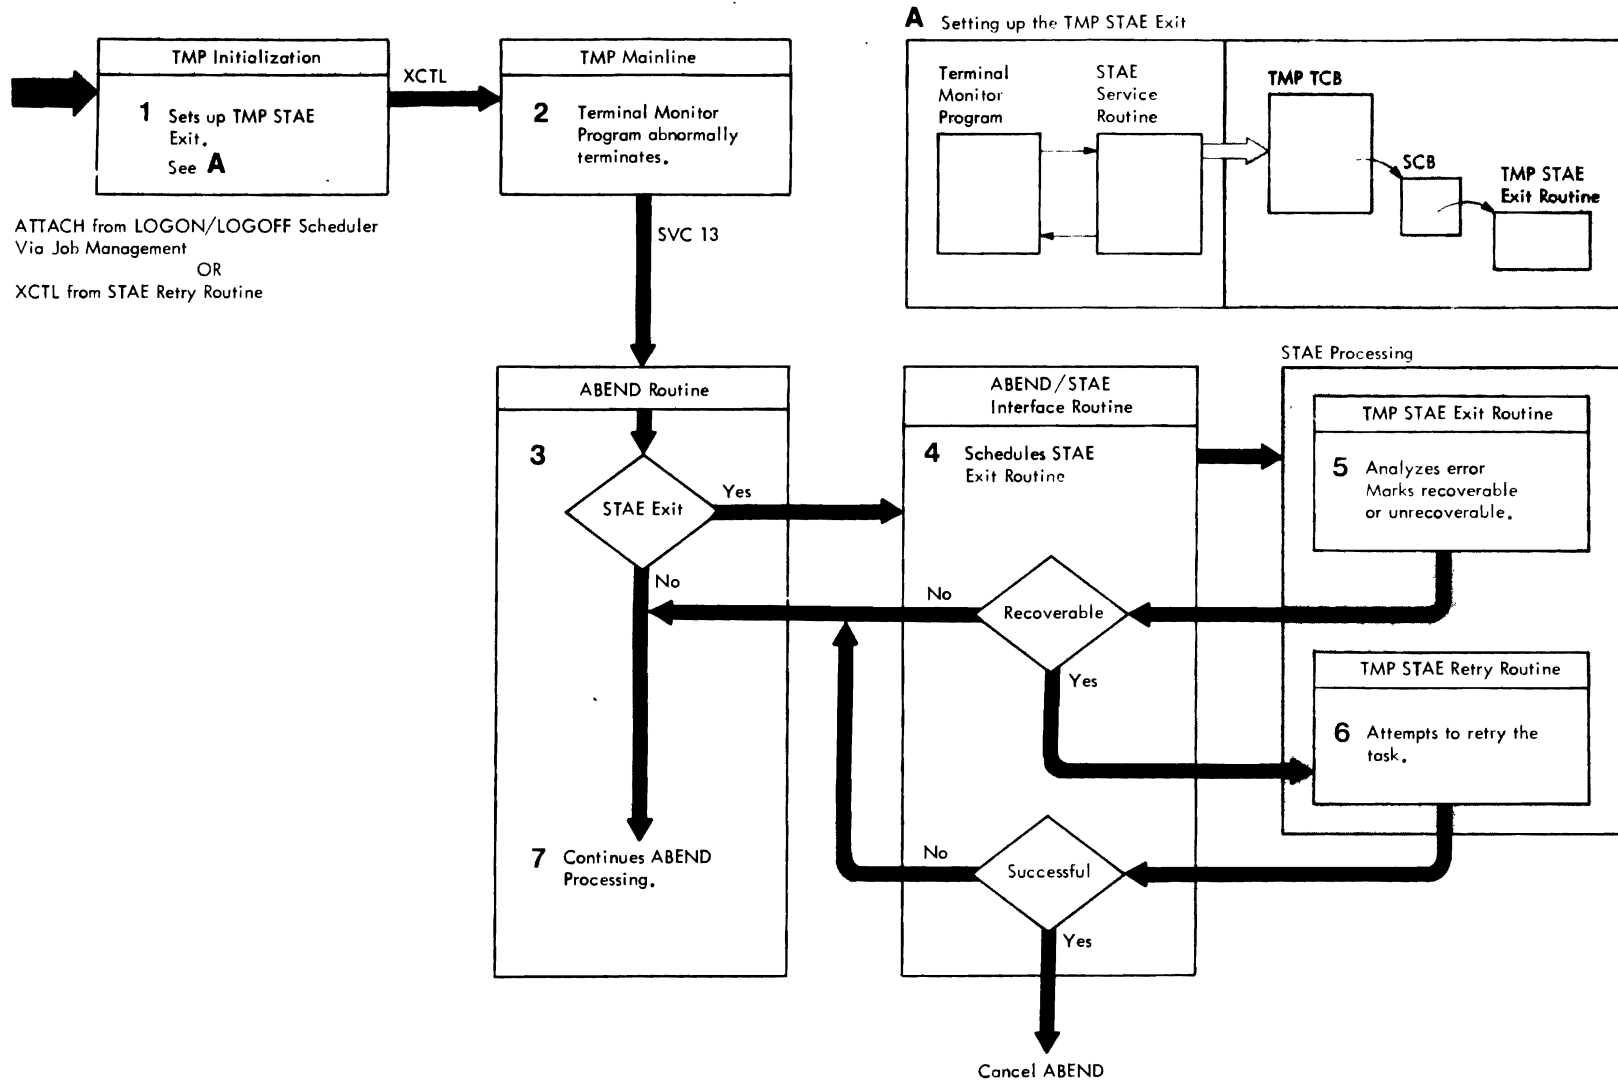 A Setting up the TMP STAE Exit
TMP Initialization
1 Sets up TMP STAE
Exit.
See A
XCTL
TMP Mainline
2 Terminal Monitor
Program abnormally
terminates.
Terminal
Monitor
Program
STAE
Service
Routine
TMP TCB
SCB
TMP STAE
Exit Routine
ATTACH from LOGON/LOGOFF Scheduler
Via Job Management
OR
XCTL from STAE Retry Routine
SVC 13
ABEND Routine
3
STAE Exit
Yes
No
7 Continues ABEND
Processing.
ABEND/STAE
Interface Routine
4 Schedules STAE
Exit Routine
Recoverable
No
Yes
Successful
No
Yes
Cancel ABEND
STAE Processing
TMP STAE Exit Routine
5 Analyzes error
Marks recoverable
or unrecoverable.
TMP STAE Retry Routine
6 Attempts to retry the
task.